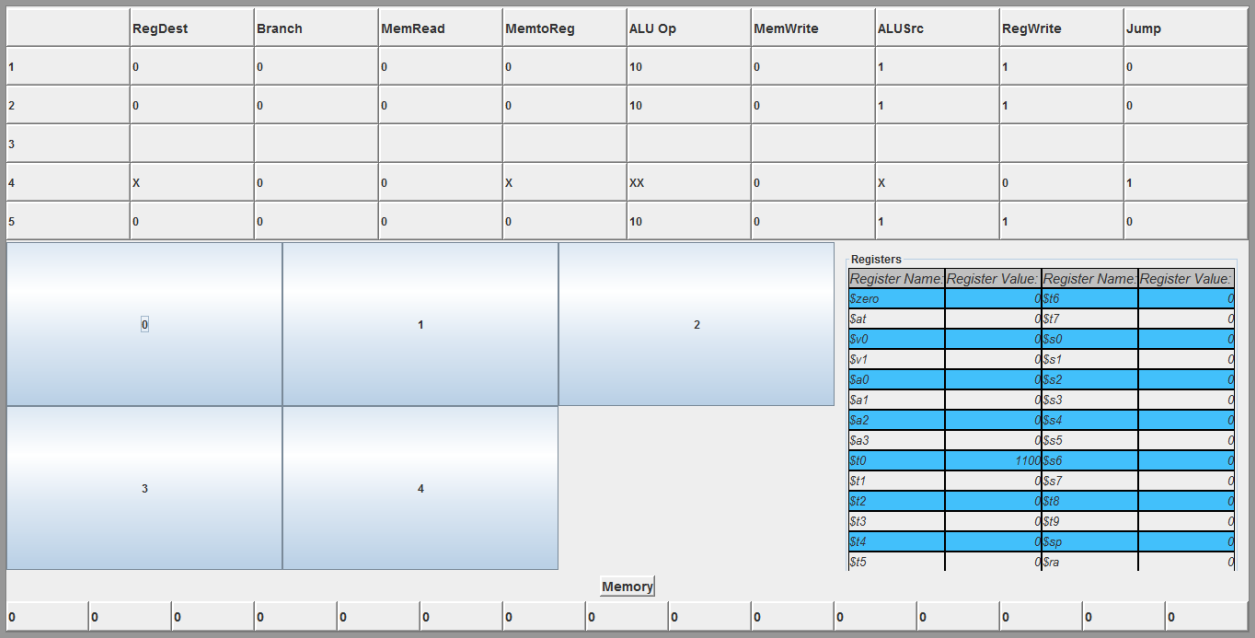 RegDest Branch MemRead MemtoReg ALU Op MemWrite ALUSrc RegWrite Jump
1 0 0 0 0 10 0 1 1 0
2 0 0 0 0 10 0 1 1 0
3
4 X 0 0 X XX 0 X 0 1
5 0 0 0 0 10 0 1 1 0
0 1 2
3 4
Registers
Register Name: Register Value: Register Name: Register Value:
$zero 0 $t6 0
$at 0 $t7 0
$v0 0 $s0 0
$v1 0 $s1 0
$a0 0 $s2 0
$a1 0 $s3 0
$a2 0 $s4 0
$a3 0 $s5 0
$t0 1100 $s6 0
$t1 0 $s7 0
$t2 0 $t8 0
$t3 0 $t9 0
$t4 0 $sp 0
$t5 0 $ra 0
Memory
0 0 0 0 0 0 0 0 0 0 0 0 0 0 0